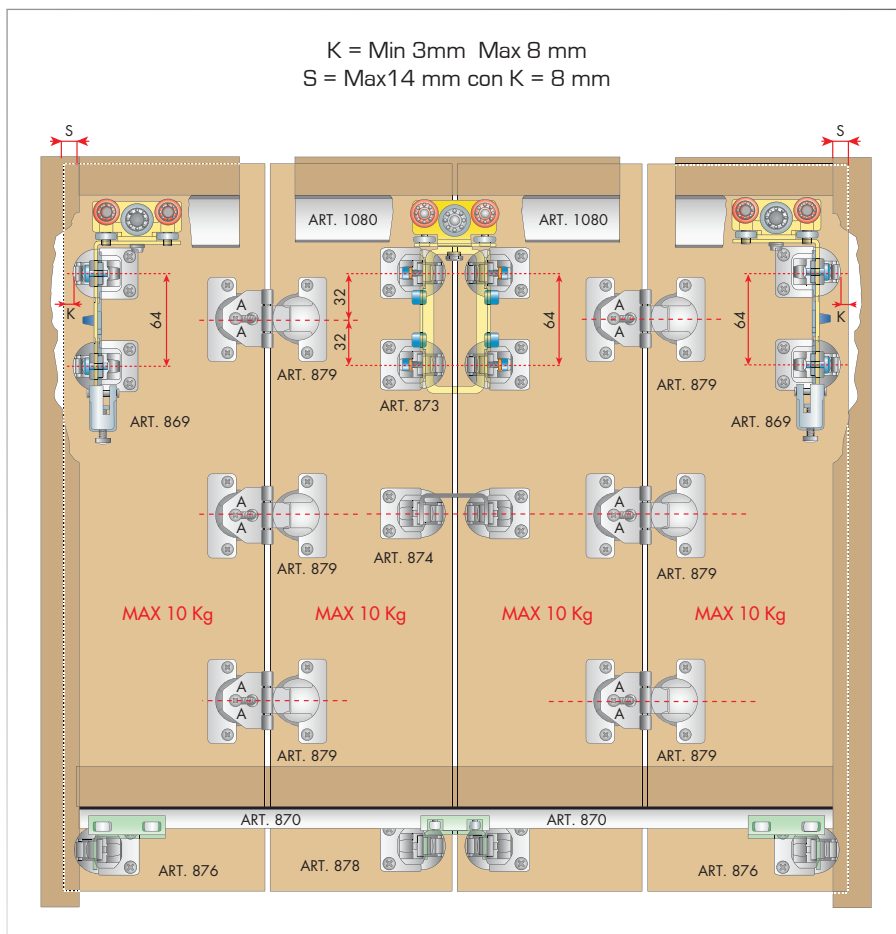 K = Min 3mm Max 8 mm
S = Max14 mm con K = 8 mm
S
S
ART. 1080
ART. 1080
K
64
A
A
32
32
64
A
A
64
K
ART. 879
ART. 879
ART. 869
ART. 873
ART. 869
A
A
A
A
ART. 874
ART. 879
ART. 879
MAX 10 Kg
MAX 10 Kg
MAX 10 Kg
MAX 10 Kg
A
A
A
A
ART. 879
ART. 879
ART. 870
ART. 870
ART. 876
ART. 878
ART. 876